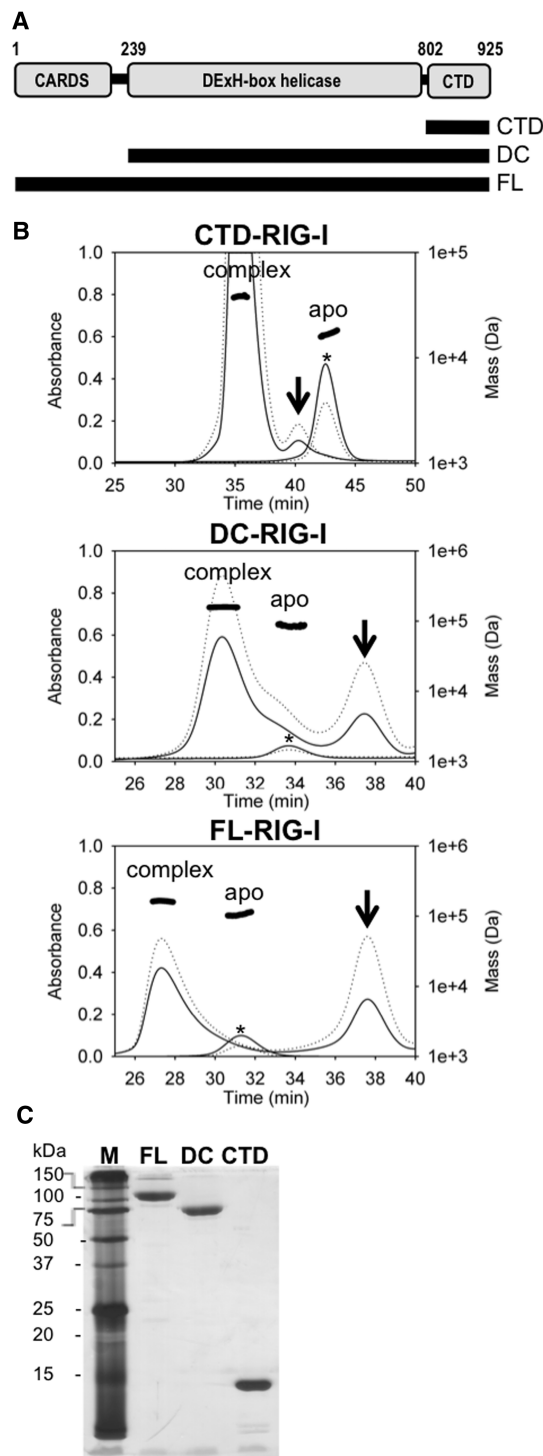 A
1 239 802 925
CARDS DExH-box helicase CTD
CTD
DC
FL
B
CTD-RIG-I
complex
apo
*
Absorbance
1.0
0.8
0.6
0.4
0.2
0.0
1e+5
1e+4
1e+3
Mass (Da)
25 30 35 40 45 50
Time (min)
DC-RIG-I
complex
apo
*
Absorbance
1.0
0.8
0.6
0.4
0.2
0.0
1e+6
1e+5
1e+4
1e+3
Mass (Da)
26 28 30 32 34 36 38 40
Time (min)
FL-RIG-I
complex
apo
*
Absorbance
1.0
0.8
0.6
0.4
0.2
0.0
1e+6
1e+5
1e+4
1e+3
Mass (Da)
26 28 30 32 34 36 38 40
Time (min)
C
kDa M FL DC CTD
150
100 -
75
50 -
37 -
25 -
20 -
15 -